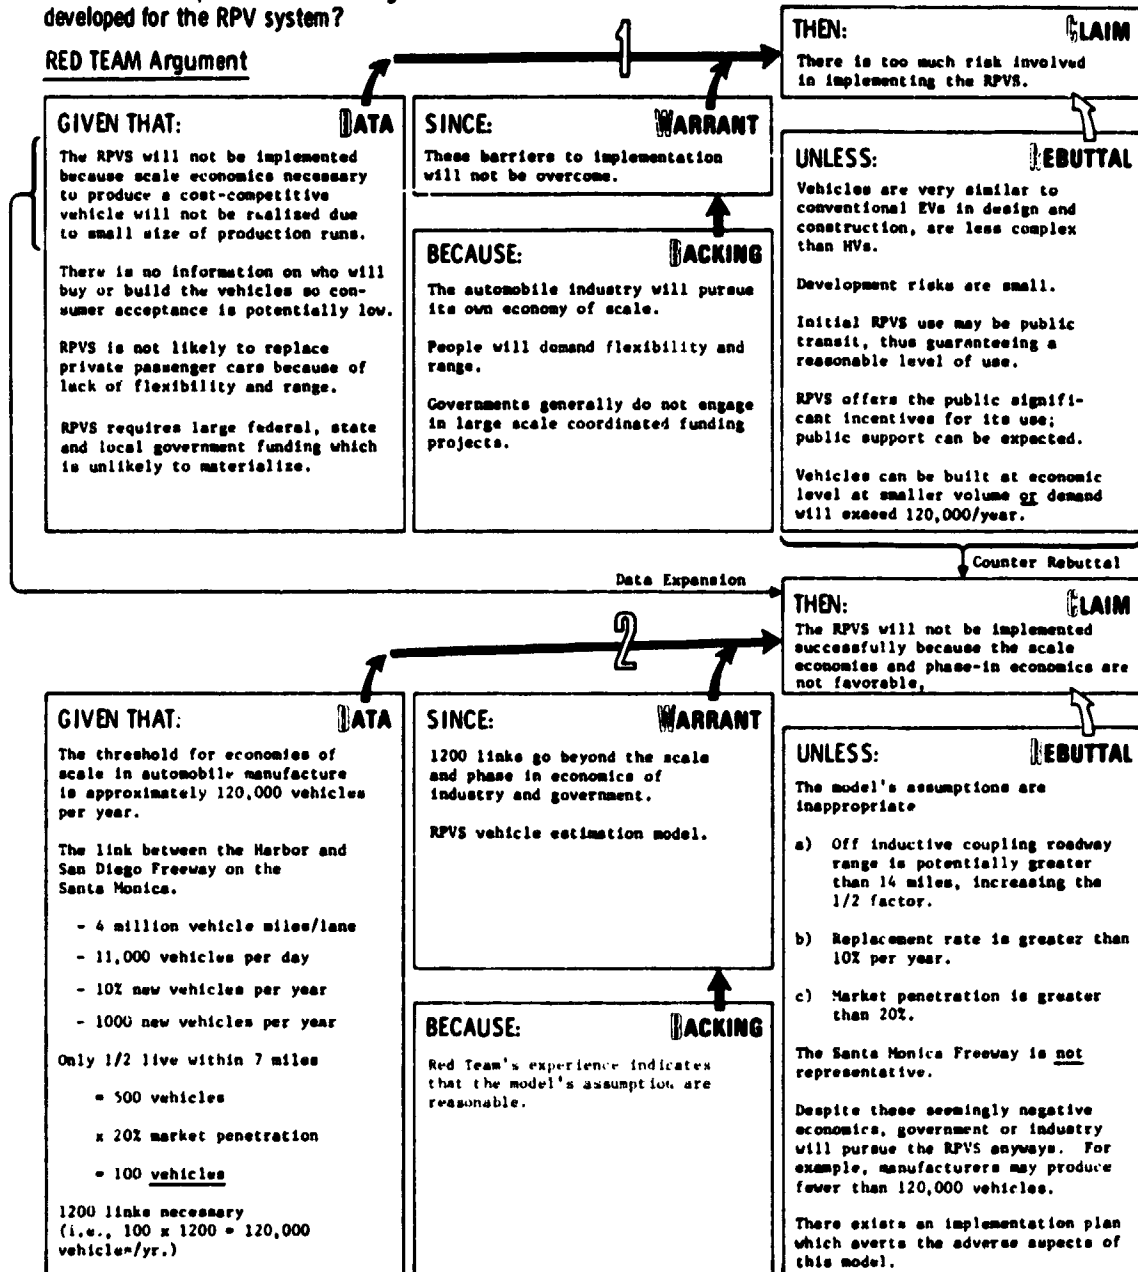 developed for the RPV system?
RED TEAM Argument
1
THEN: CLAIM
There is too much risk involved
in implementing the RPVS.
GIVEN THAT: DATA
The RPVS will not be implemented
because scale economics necessary
to produce a cost-competitive
vehicle will not be realized due
to small size of production runs.
There is no information on who will
buy or build the vehicles so con-
sumer acceptance is potentially low.
RPVS is not likely to replace
private passenger cars because of
lack of flexibility and range.
RPVS requires large federal, state
and local government funding which
is unlikely to materialize.
SINCE: WARRANT
These barriers to implementation
will not be overcome.
BECAUSE: BACKING
The automobile industry will pursue
its own economy of scale.
People will demand flexibility and
range.
Governments generally do not engage
in large scale coordinated funding
projects.
UNLESS: REBUTTAL
Vehicles are very similar to
conventional EVs in design and
construction, are less complex
than HVs.
Development risks are small.
Initial RPVS use may be public
transit, thus guaranteeing a
reasonable level of use.
RPVS offers the public signifi-
cant incentives for its use;
public support can be expected.
Vehicles can be built at economic
level at smaller volume or demand
will exceed 120,000/year.
Counter Rebuttal
Data Expansion
2
THEN: CLAIM
The RPVS will not be implemented
successfully because the scale
economies and phase-in economics are
not favorable,
GIVEN THAT: DATA
The threshold for economies of
scale in automobile manufacture
is approximately 120,000 vehicles
per year.
The link between the Harbor and
San Diego Freeway on the
Santa Monica.
- 4 million vehicle miles/lane
- 11,000 vehicles per day
- 10% new vehicles per year
- 1000 new vehicles per year
Only 1/2 live within 7 miles
= 500 vehicles
x 20% market penetration
= 100 vehicles
1200 links necessary
(i.e., 100 x 1200 = 120,000
vehicles/yr.)
SINCE: WARRANT
1200 links go beyond the scale
and phase in economics of
industry and government.
RPVS vehicle estimation model.
BECAUSE: BACKING
Red Team's experience indicates
that the model's assumption are
reasonable.
UNLESS: REBUTTAL
The model's assumptions are
inappropriate
a) Off inductive coupling roadway
range is potentially greater
than 14 miles, increasing the
1/2 factor.
b) Replacement rate is greater than
10% per year.
c) Market penetration is greater
than 20%.
The Santa Monica Freeway is not
representative.
Despite these seemingly negative
economics, government or industry
will pursue the RPVS anyways. For
example, manufacturers may produce
fewer than 120,000 vehicles.
There exists an implementation plan
which averts the adverse aspects of
this model.